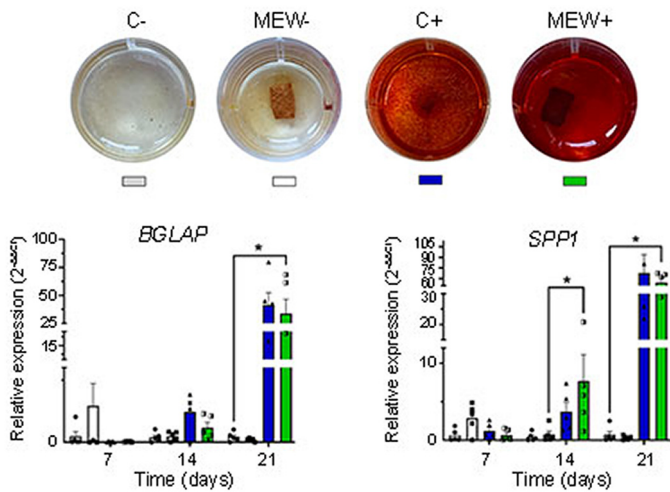 C- MEW- C+ MEW+
BGLAP
Relative expression (2^-ΔΔCt)
100
75
50
25
15
5
0
*
7 14 21
Time (days)
SPP1
Relative expression (2^-ΔΔCt)
105
90
75
60
30
20
10
5
0
*
*
7 14 21
Time (days)